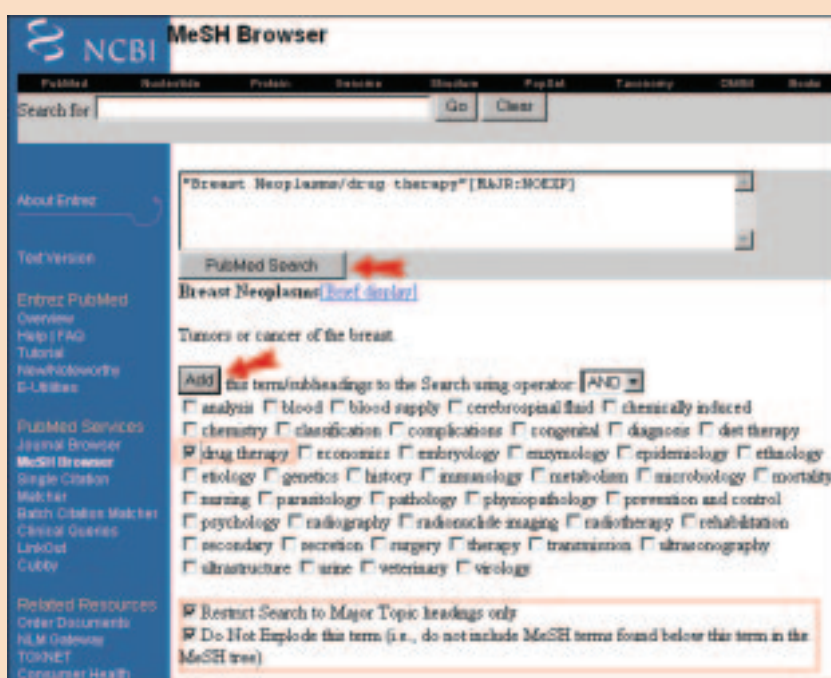 NCBI MeSH Browser
PubMed Nucleotide Protein Genome Structure PopSet Taxonomy OMIM Books
Search for Go Clear
"Breast Neoplasms/drug therapy"[MAJR:NOEXP]
About Entrez
Text Version
PubMed Search
Entrez PubMed
Overview
Help | FAQ
Tutorial
New/Noteworthy
E-Utilities
PubMed Services
Journal Browser
MeSH Browser
Single Citation
Matcher
Batch Citation Matcher
Clinical Queries
LinkOut
Cubby
Related Resources
Order Documents
NLM Gateway
TOXNET
Consumer Health
Breast Neoplasms[Brief display]
Tumors or cancer of the breast.
Add this term/subheadings to the Search using operator: AND
analysis blood blood supply cerebrospinal fluid chemically induced
chemistry classification complications congenital diagnosis diet therapy
drug therapy economics embryology enzymology epidemiology ethnology
etiology genetics history immunology metabolism microbiology mortality
nursing parasitology pathology physiopathology prevention and control
psychology radiography radionuclide imaging radiotherapy rehabilitation
secondary secretion surgery therapy transmission ultrasonography
ultrastructure urine veterinary virology
Restrict Search to Major Topic headings only
Do Not Explode this term (i.e., do not include MeSH terms found below this term in the
MeSH tree)